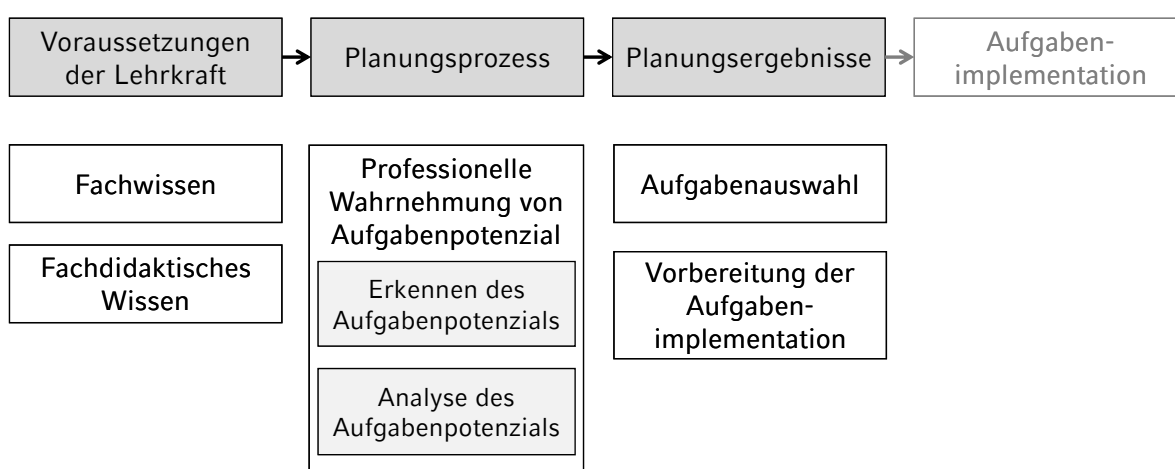 Voraussetzungen
der Lehrkraft
Planungsprozess
Planungsergebnisse
Aufgaben-
implementation
Fachwissen
Fachdidaktisches
Wissen
Professionelle
Wahrnehmung von
Aufgabenpotenzial
Erkennen des
Aufgabenpotenzials
Analyse des
Aufgabenpotenzials
Aufgabenauswahl
Vorbereitung der
Aufgaben-
implementation